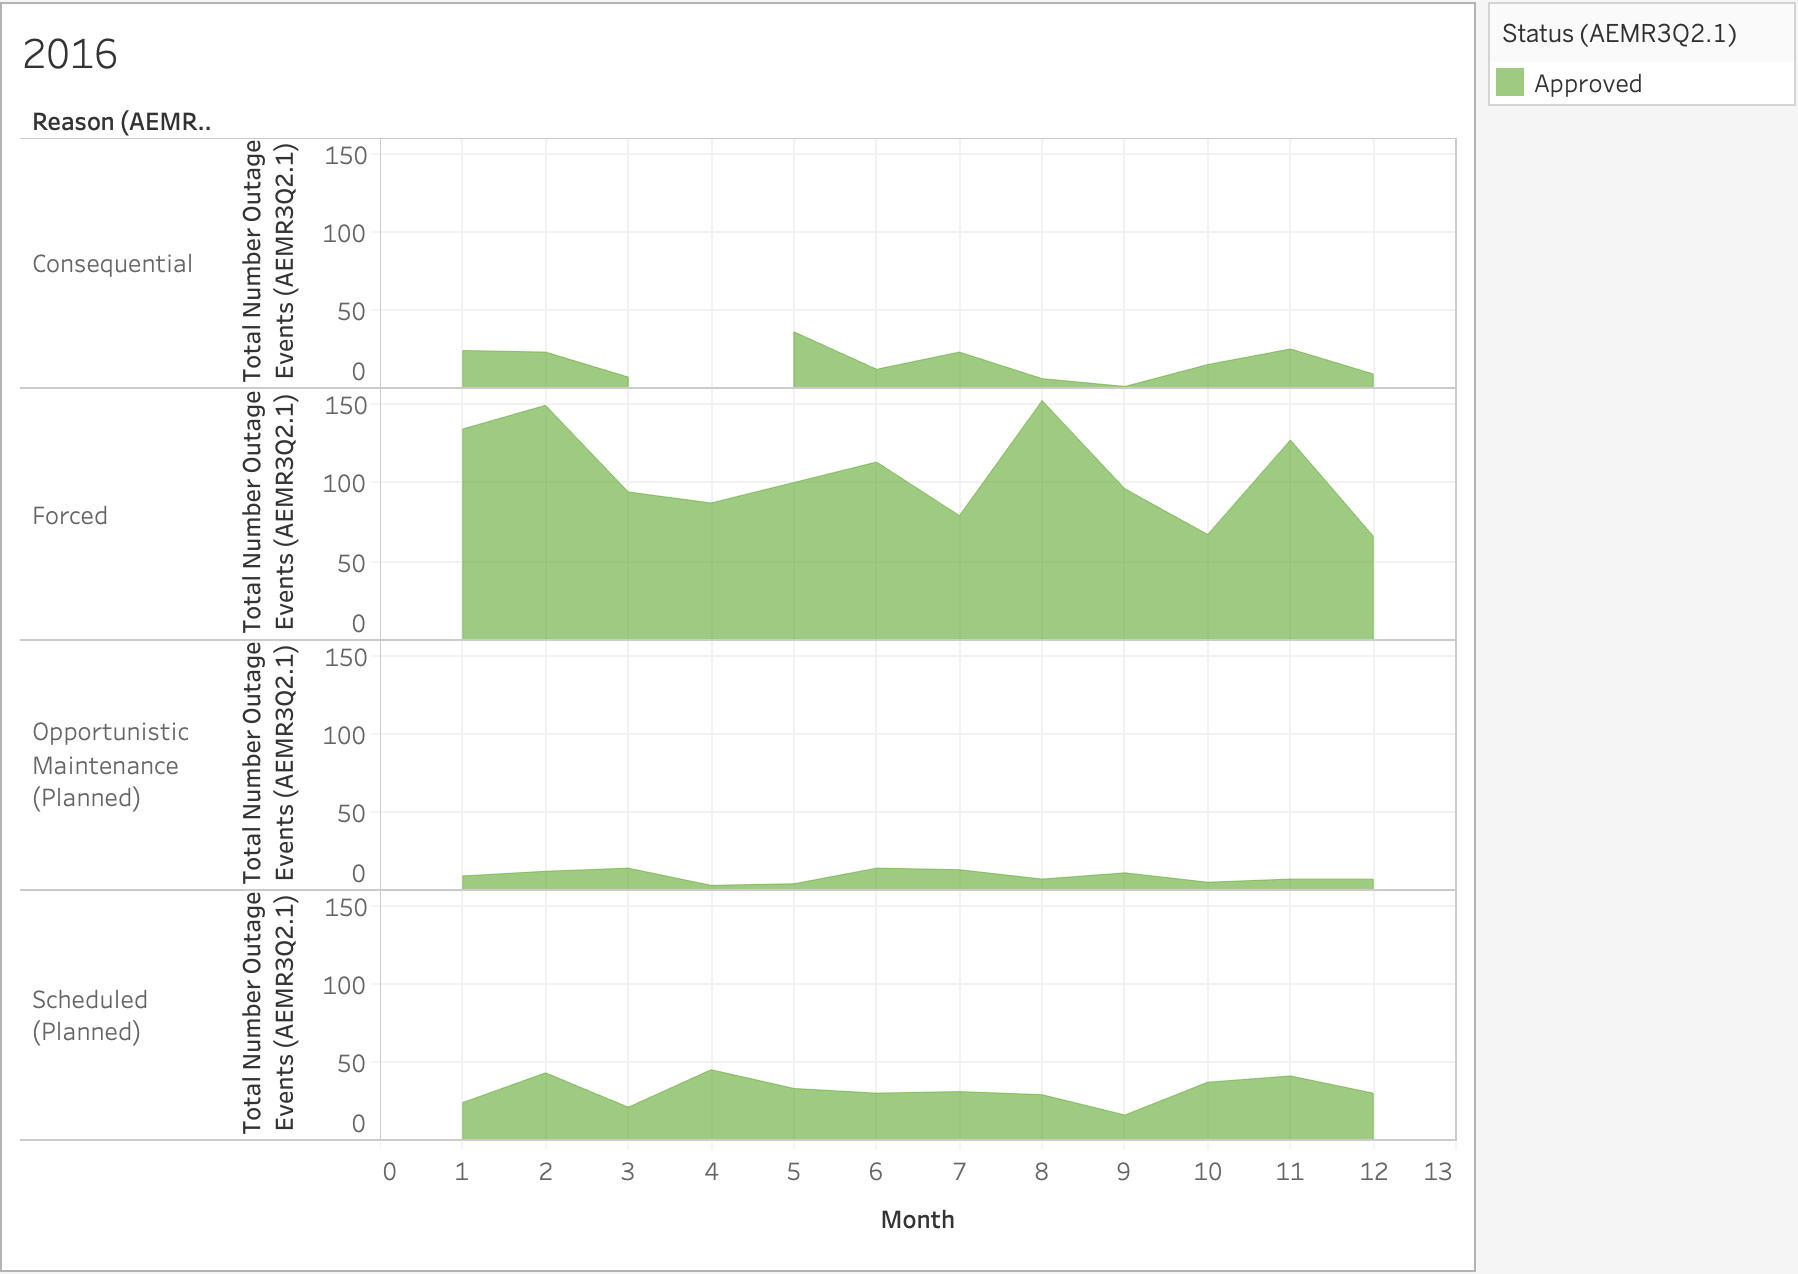 2016
Reason (AEMR..
Consequential
Total Number Outage
Events (AEMR3Q2.1)
150
100
50
0
Forced
Total Number Outage
Events (AEMR3Q2.1)
150
100
50
0
Opportunistic
Maintenance
(Planned)
Total Number Outage
Events (AEMR3Q2.1)
150
100
50
0
Scheduled
(Planned)
Total Number Outage
Events (AEMR3Q2.1)
150
100
50
0
0 1 2 3 4 5 6 7 8 9 10 11 12 13
Month
Status (AEMR3Q2.1)
Approved